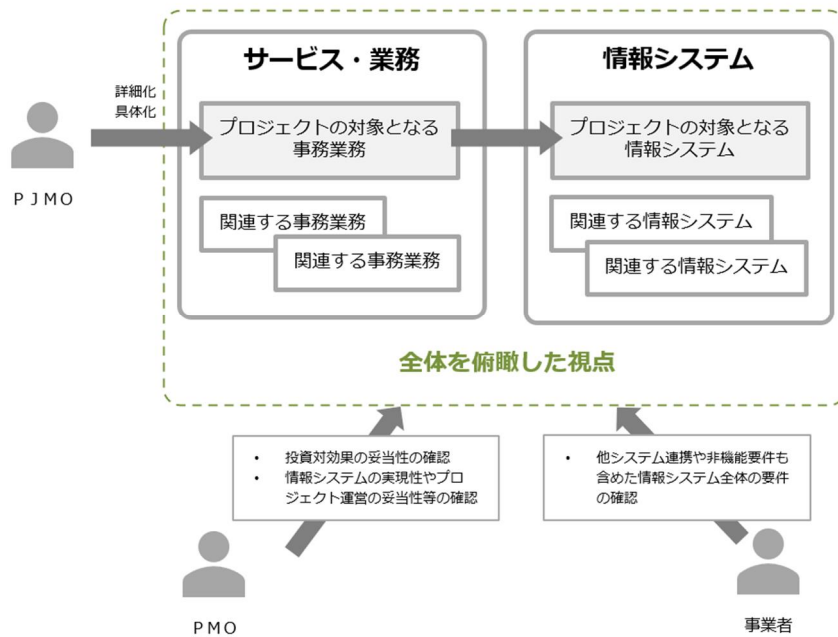 サービス・業務
情報システム
詳細化
具体化
プロジェクトの対象となる
事務業務
プロジェクトの対象となる
情報システム
ＰＪＭＯ
関連する事務業務
関連する事務業務
関連する情報システム
関連する情報システム
全体を俯瞰した視点
• 投資対効果の妥当性の確認
• 情報システムの実現性やプロ
ジェクト運営の妥当性等の確認
• 他システム連携や非機能要件も
含めた情報システム全体の要件
の確認
ＰＭＯ
事業者